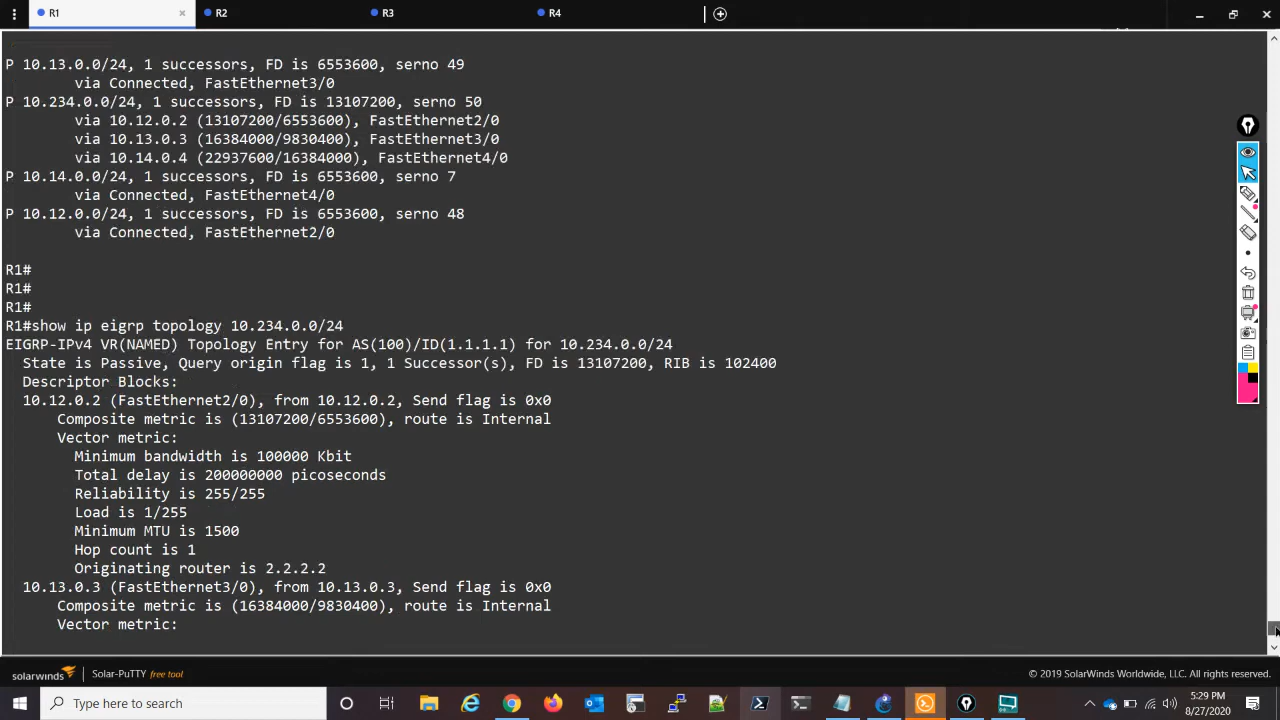 R1 × R2 R3 R4
P 10.13.0.0/24, 1 successors, FD is 6553600, serno 49
via Connected, FastEthernet3/0
P 10.234.0.0/24, 1 successors, FD is 13107200, serno 50
via 10.12.0.2 (13107200/6553600), FastEthernet2/0
via 10.13.0.3 (16384000/9830400), FastEthernet3/0
via 10.14.0.4 (22937600/16384000), FastEthernet4/0
P 10.14.0.0/24, 1 successors, FD is 6553600, serno 7
via Connected, FastEthernet4/0
P 10.12.0.0/24, 1 successors, FD is 6553600, serno 48
via Connected, FastEthernet2/0
R1#
R1#
R1#
R1#show ip eigrp topology 10.234.0.0/24
EIGRP-IPv4 VR(NAMED) Topology Entry for AS(100)/ID(1.1.1.1) for 10.234.0.0/24
State is Passive, Query origin flag is 1, 1 Successor(s), FD is 13107200, RIB is 102400
Descriptor Blocks:
10.12.0.2 (FastEthernet2/0), from 10.12.0.2, Send flag is 0x0
Composite metric is (13107200/6553600), route is Internal
Vector metric:
Minimum bandwidth is 100000 Kbit
Total delay is 200000000 picoseconds
Reliability is 255/255
Load is 1/255
Minimum MTU is 1500
Hop count is 1
Originating router is 2.2.2.2
10.13.0.3 (FastEthernet3/0), from 10.13.0.3, Send flag is 0x0
Composite metric is (16384000/9830400), route is Internal
Vector metric:
solarwinds Solar-PuTTY free tool © 2019 SolarWinds Worldwide, LLC. All rights reserved.
Type here to search
5:29 PM
8/27/2020